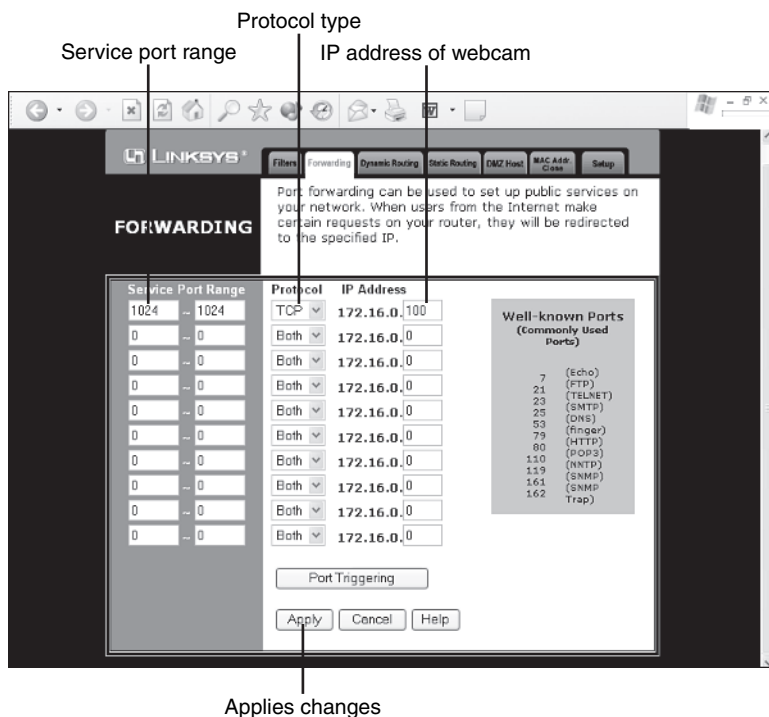 Protocol type
Service port range
IP address of webcam
LINKSYS®
Filters
Forwarding
Dynamic Routing
Static Routing
DMZ Host
MAC Addr. Clone
Setup
FORWARDING
Port forwarding can be used to set up public services on
your network. When users from the Internet make
certain requests on your router, they will be redirected
to the specified IP.
Service Port Range Protocol IP Address
1024 ~ 1024 TCP 172.16.0.100
0 ~ 0 Both 172.16.0.0
0 ~ 0 Both 172.16.0.0
0 ~ 0 Both 172.16.0.0
0 ~ 0 Both 172.16.0.0
0 ~ 0 Both 172.16.0.0
0 ~ 0 Both 172.16.0.0
0 ~ 0 Both 172.16.0.0
0 ~ 0 Both 172.16.0.0
0 ~ 0 Both 172.16.0.0
Well-known Ports
(Commonly Used
Ports)
7 (Echo)
21 (FTP)
23 (TELNET)
25 (SMTP)
53 (DNS)
79 (finger)
80 (HTTP)
110 (POP3)
119 (NNTP)
161 (SNMP)
162 (SNMP
Trap)
Port Triggering
Apply Cancel Help
Applies changes